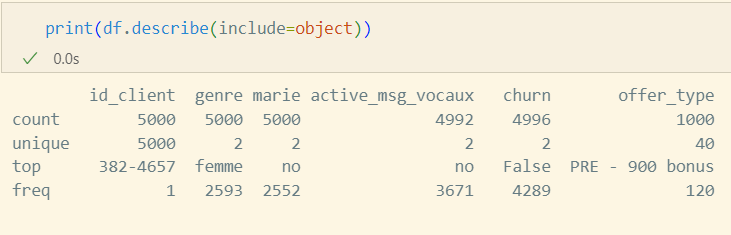 print(df.describe(include=object))
0.0s
id_client genre marie active_msg_vocaux churn offer_type
count 5000 5000 5000 4992 4996 1000
unique 5000 2 2 2 2 40
top 382-4657 femme no no False PRE - 900 bonus
freq 1 2593 2552 3671 4289 120